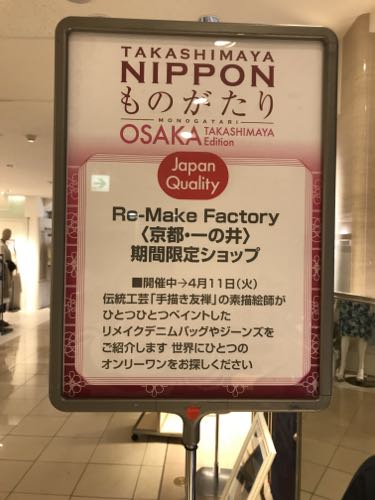 TAKASHIMAYA
NIPPON
ものがたり
MONOGATARI
OSAKA TAKASHIMAYA Edition
Japan
Quality
Re-Make Factory
〈京都・一の井〉
期間限定ショップ
■開催中→4月11日(火)
伝統工芸「手描き友禅」の素描絵師が
ひとつひとつペイントした
リメイクデニムバッグやジーンズを
ご紹介します 世界にひとつの
オンリーワンをお探しください